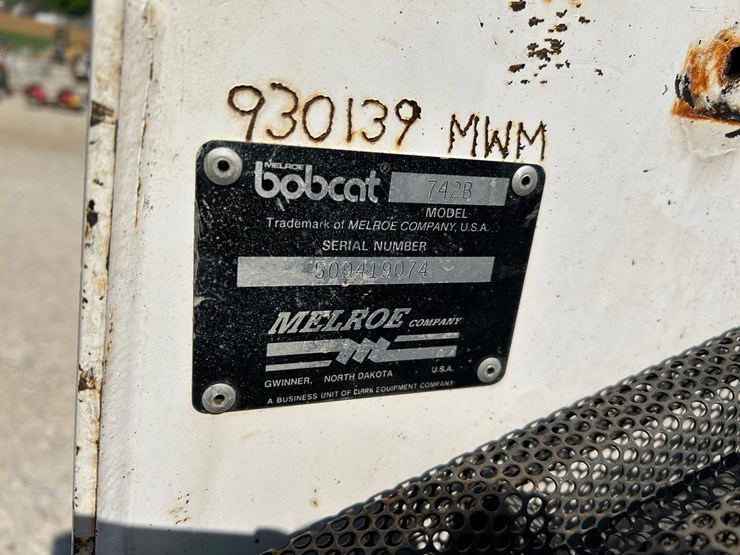 930139 MWM
MELROE
bobcat® 742B
MODEL
Trademark of MELROE COMPANY, U.S.A.
SERIAL NUMBER
509419074
MELROE COMPANY
GWINNER, NORTH DAKOTA U.S.A.
A BUSINESS UNIT OF CLARK EQUIPMENT COMPANY